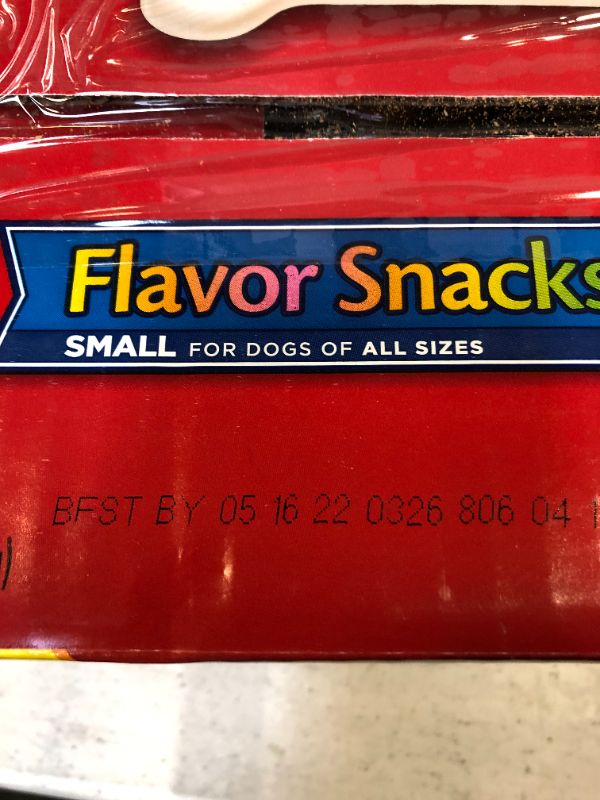 Flavor Snacks
SMALL FOR DOGS OF ALL SIZES
BEST BY 05 16 22 0326 806 04